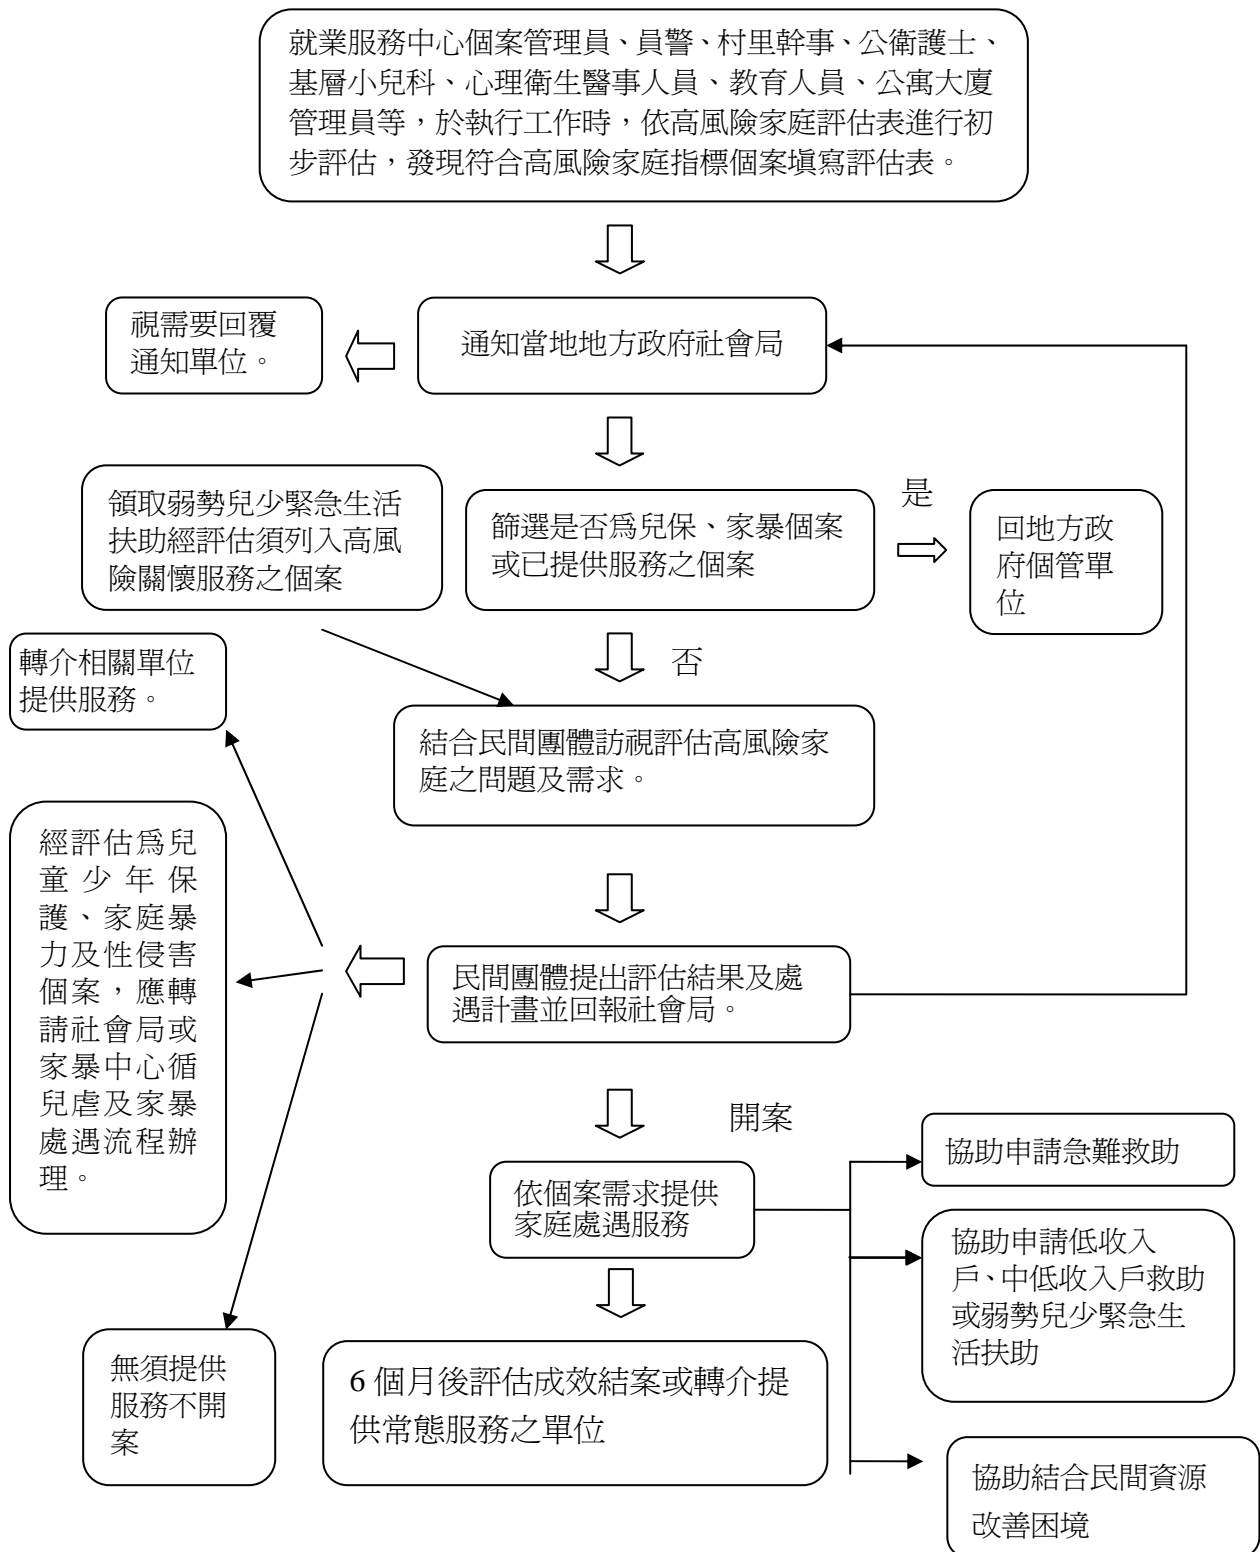 就業服務中心個案管理員、員警、村里幹事、公衛護士、
基層小兒科、心理衛生醫事人員、教育人員、公寓大廈
管理員等，於執行工作時，依高風險家庭評估表進行初
步評估，發現符合高風險家庭指標個案填寫評估表。
視需要回覆
通知單位。
通知當地地方政府社會局
領取弱勢兒少緊急生活
扶助經評估須列入高風
險關懷服務之個案
篩選是否為兒保、家暴個案
或已提供服務之個案
是
回地方政
府個管單
位
否
轉介相關單位
提供服務。
結合民間團體訪視評估高風險家
庭之問題及需求。
經評估為兒
童少年保
護、家庭暴
力及性侵害
個案，應轉
請社會局或
家暴中心循
兒虐及家暴
處遇流程辦
理。
民間團體提出評估結果及處
遇計畫並回報社會局。
開案
依個案需求提供
家庭處遇服務
協助申請急難救助
協助申請低收入
戶、中低收入戶救助
或弱勢兒少緊急生
活扶助
無須提供
服務不開
案
6 個月後評估成效結案或轉介提
供常態服務之單位
協助結合民間資源
改善困境